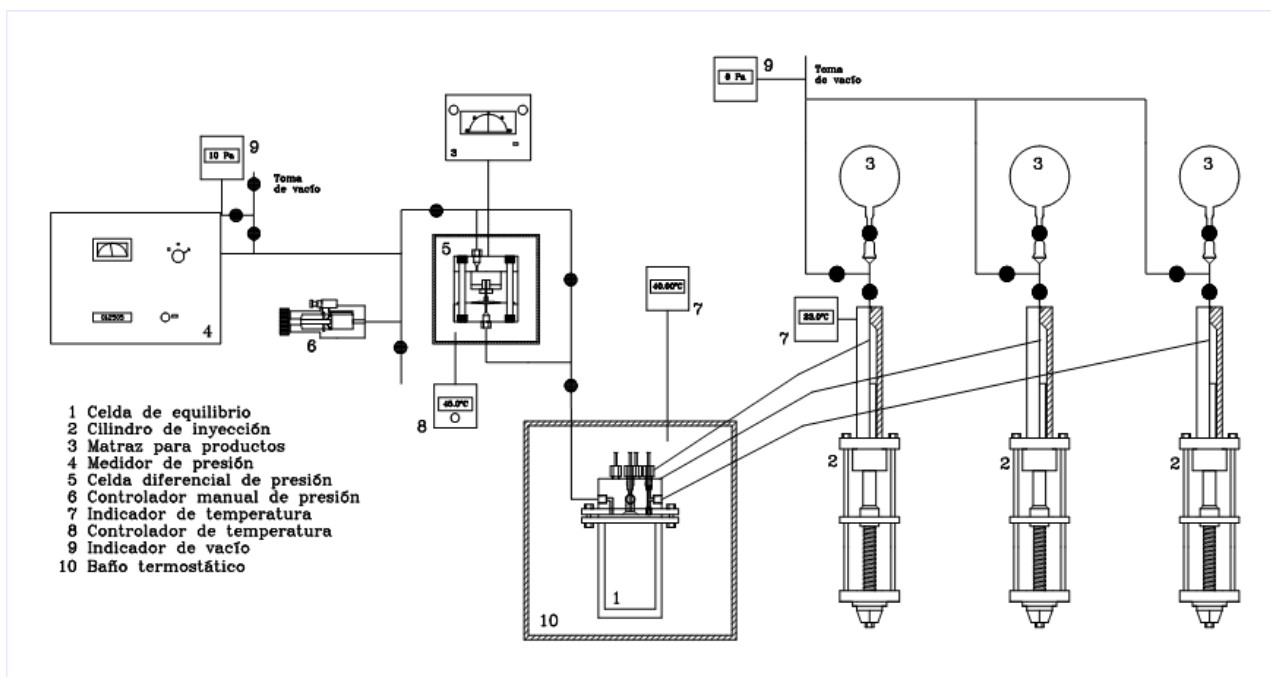 9 Toma
9 Pa de vacío
3
9
10 Pa
Toma
de vacío
3 3 3
5
40.00°C
7
23.0°C
7
012505
4
6
45.0°C
8
1 Celda de equilibrio
2 Cilindro de inyección
3 Matraz para productos
4 Medidor de presión
5 Celda diferencial de presión
6 Controlador manual de presión
7 Indicador de temperatura
8 Controlador de temperatura
9 Indicador de vacío
10 Baño termostático
2 2 2
1
10